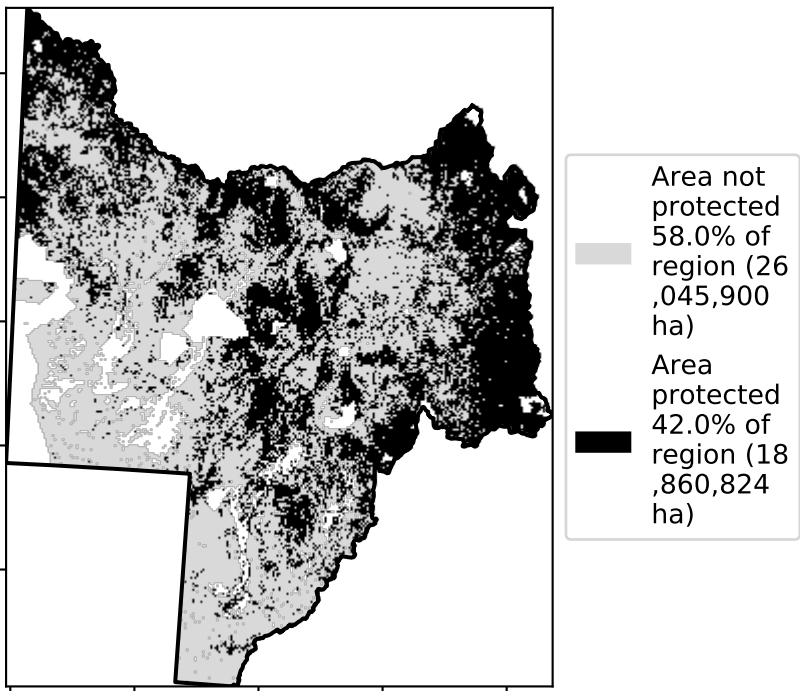 Area not
protected
58.0% of
region (26
,045,900
ha)
Area
protected
42.0% of
region (18
,860,824
ha)